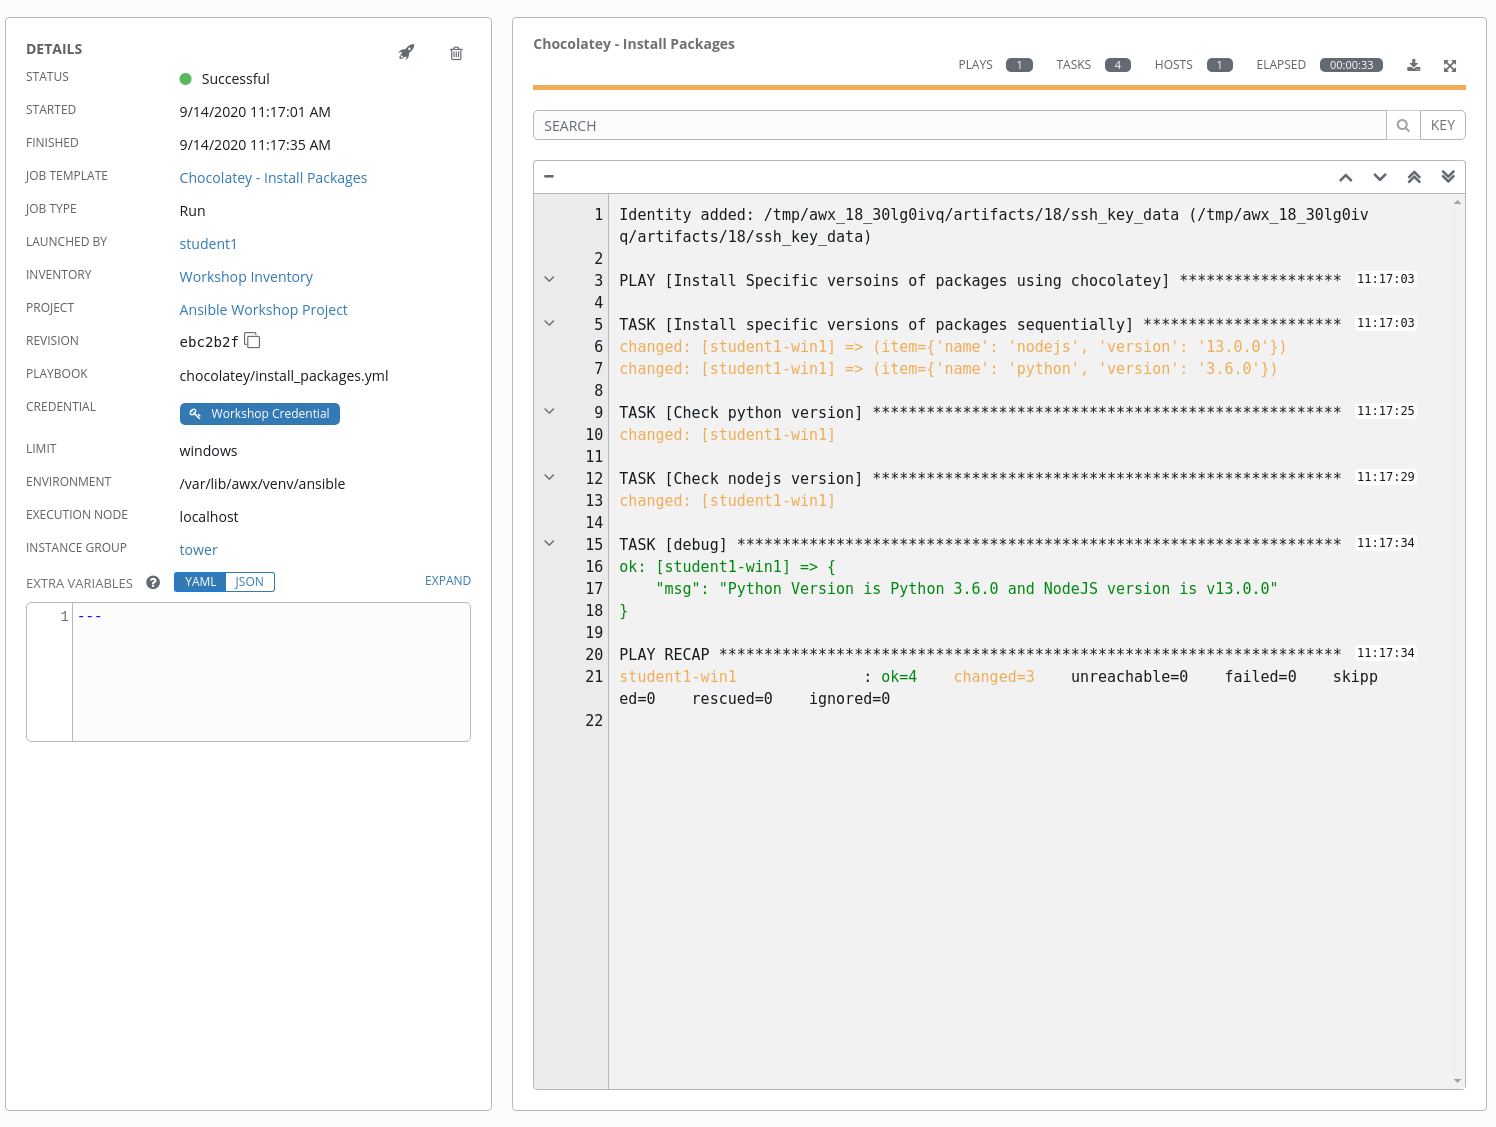 DETAILS
STATUS Successful
STARTED 9/14/2020 11:17:01 AM
FINISHED 9/14/2020 11:17:35 AM
JOB TEMPLATE Chocolatey - Install Packages
JOB TYPE Run
LAUNCHED BY student1
INVENTORY Workshop Inventory
PROJECT Ansible Workshop Project
REVISION ebc2b2f
PLAYBOOK chocolatey/install_packages.yml
CREDENTIAL Workshop Credential
LIMIT windows
ENVIRONMENT /var/lib/awx/venv/ansible
EXECUTION NODE localhost
INSTANCE GROUP tower
EXTRA VARIABLES ? YAML JSON EXPAND
1 ---
Chocolatey - Install Packages
PLAYS 1 TASKS 4 HOSTS 1 ELAPSED 00:00:33
SEARCH KEY
1 Identity added: /tmp/awx_18_30lg0ivq/artifacts/18/ssh_key_data (/tmp/awx_18_30lg0iv
q/artifacts/18/ssh_key_data)
2
3 PLAY [Install Specific versoins of packages using chocolatey] ****************** 11:17:03
4
5 TASK [Install specific versions of packages sequentially] ********************** 11:17:03
6 changed: [student1-win1] => (item={'name': 'nodejs', 'version': '13.0.0'})
7 changed: [student1-win1] => (item={'name': 'python', 'version': '3.6.0'})
8
9 TASK [Check python version] **************************************************** 11:17:25
10 changed: [student1-win1]
11
12 TASK [Check nodejs version] **************************************************** 11:17:29
13 changed: [student1-win1]
14
15 TASK [debug] ******************************************************************* 11:17:34
16 ok: [student1-win1] => {
17 "msg": "Python Version is Python 3.6.0 and NodeJS version is v13.0.0"
18 }
19
20 PLAY RECAP ********************************************************************* 11:17:34
21 student1-win1 : ok=4 changed=3 unreachable=0 failed=0 skipp
ed=0 rescued=0 ignored=0
22